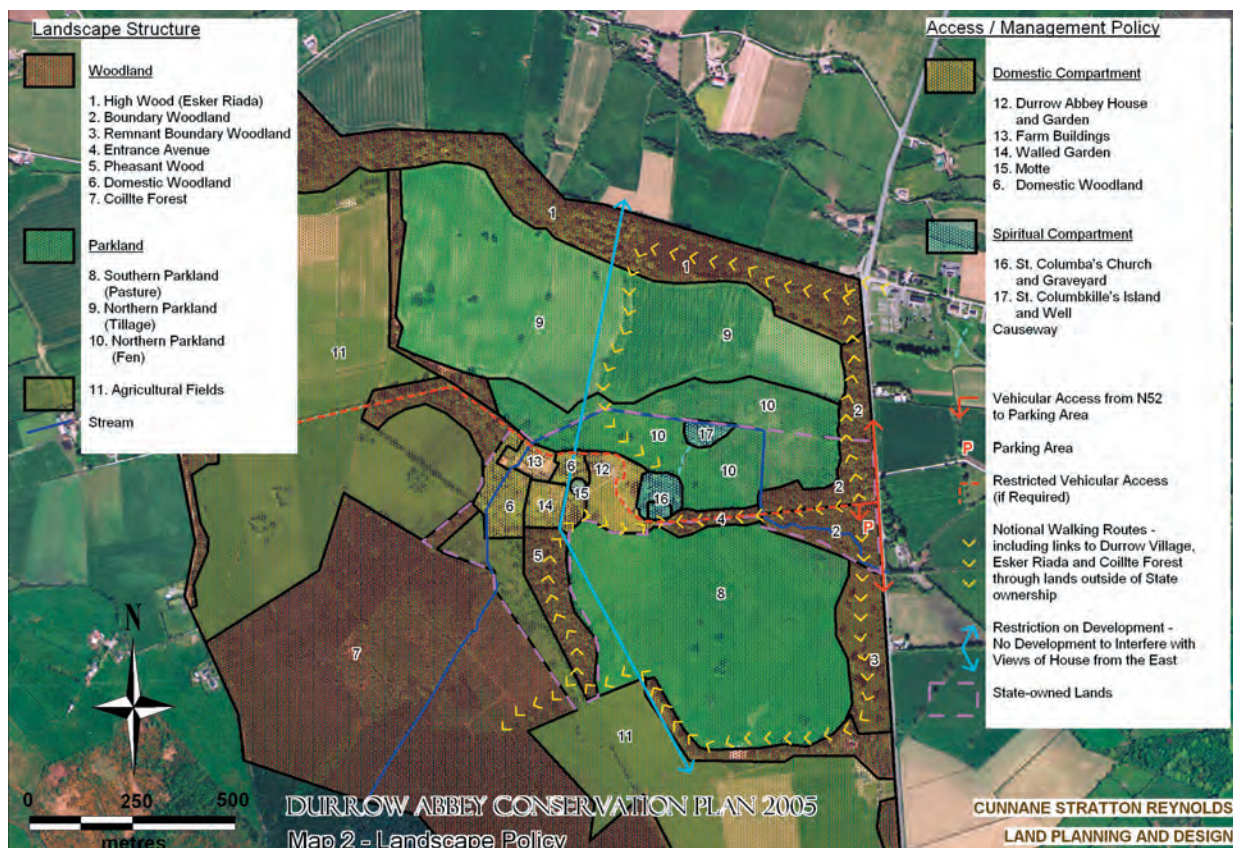 Landscape Structure
Woodland
1. High Wood (Esker Riada)
2. Boundary Woodland
3. Remnant Boundary Woodland
4. Entrance Avenue
5. Pheasant Wood
6. Domestic Woodland
7. Coillte Forest
Parkland
8. Southern Parkland
(Pasture)
9. Northern Parkland
(Tillage)
10. Northern Parkland
(Fen)
11. Agricultural Fields
Stream
Access / Management Policy
Domestic Compartment
12. Durrow Abbey House
and Garden
13. Farm Buildings
14. Walled Garden
15. Motte
6. Domestic Woodland
Spiritual Compartment
16. St. Columba's Church
and Graveyard
17. St. Columbkille's Island
and Well
Causeway
Vehicular Access from N52
to Parking Area
P
Parking Area
Restricted Vehicular Access
(if Required)
Notional Walking Routes -
including links to Durrow Village,
Esker Riada and Coillte Forest
through lands outside of State
ownership
Restriction on Development -
No Development to Interfere with
Views of House from the East
State-owned Lands
1
1
9
9
11
10
2
10
17
13
6
12
10
15
16
2
6
14
4
P
2
5
8
7
3
11
N
0 250 500
metres
DURROW ABBEY CONSERVATION PLAN 2005
Map 2 - Landscape Policy
CUNNANE STRATTON REYNOLDS
LAND PLANNING AND DESIGN